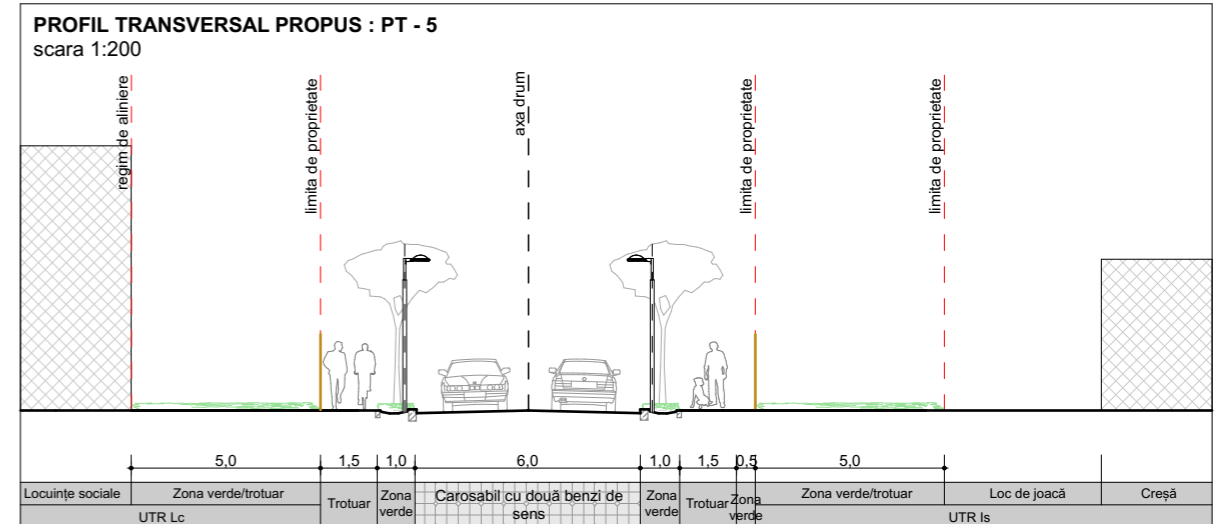 PROFIL TRANSVERSAL PROPUS : PT - 5
scara 1:200
regim de aliniere
limita de proprietate
axa drum
limita de proprietate
limita de proprietate
5,0 1,5 1,0 6,0 1,0 1,5 0,5 5,0
Locuințe sociale
Zona verde/trotuar
Trotuar
Zona
verde
Carosabil cu două benzi de
sens
Zona
verde
Trotuar
Zona
verde
Zona verde/trotuar
Loc de joacă
Creșă
UTR Lc
UTR Is